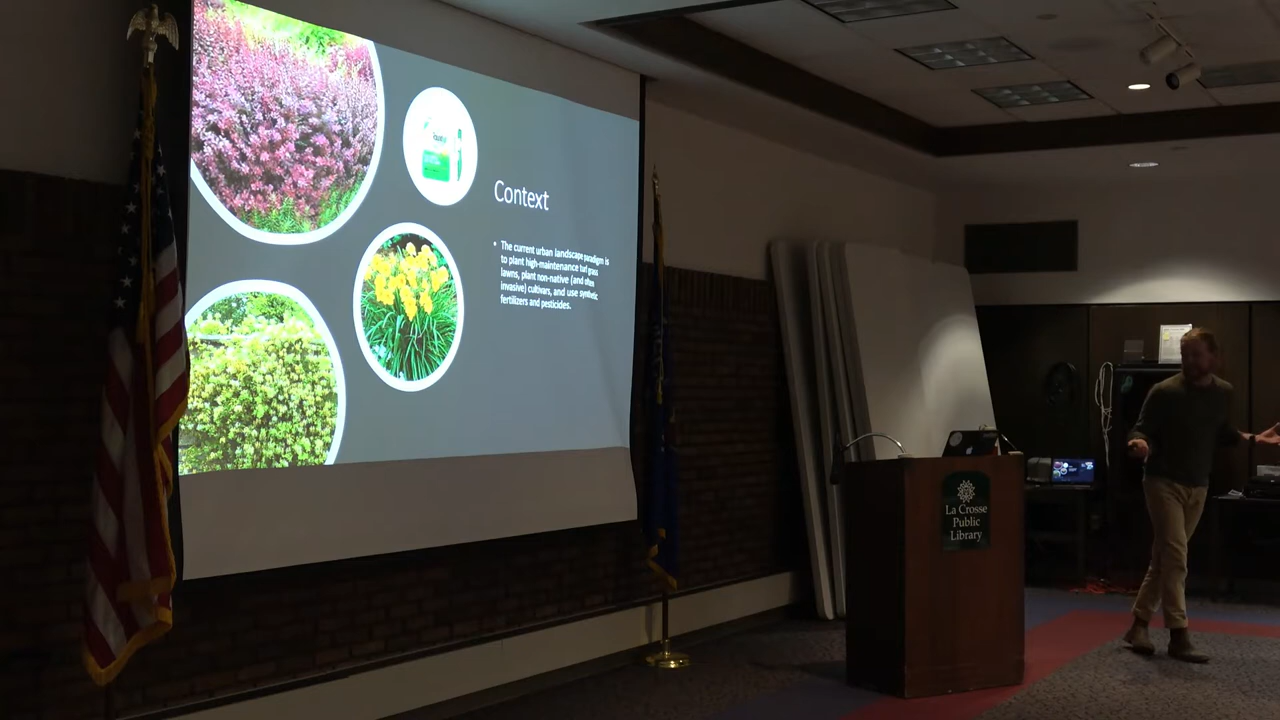 Context
The current urban landscape paradigm is
to plant high-maintenance turf grass
lawns, plant non-native (and often
invasive) cultivars, and use synthetic
fertilizers and pesticides.
La Crosse
Public
Library